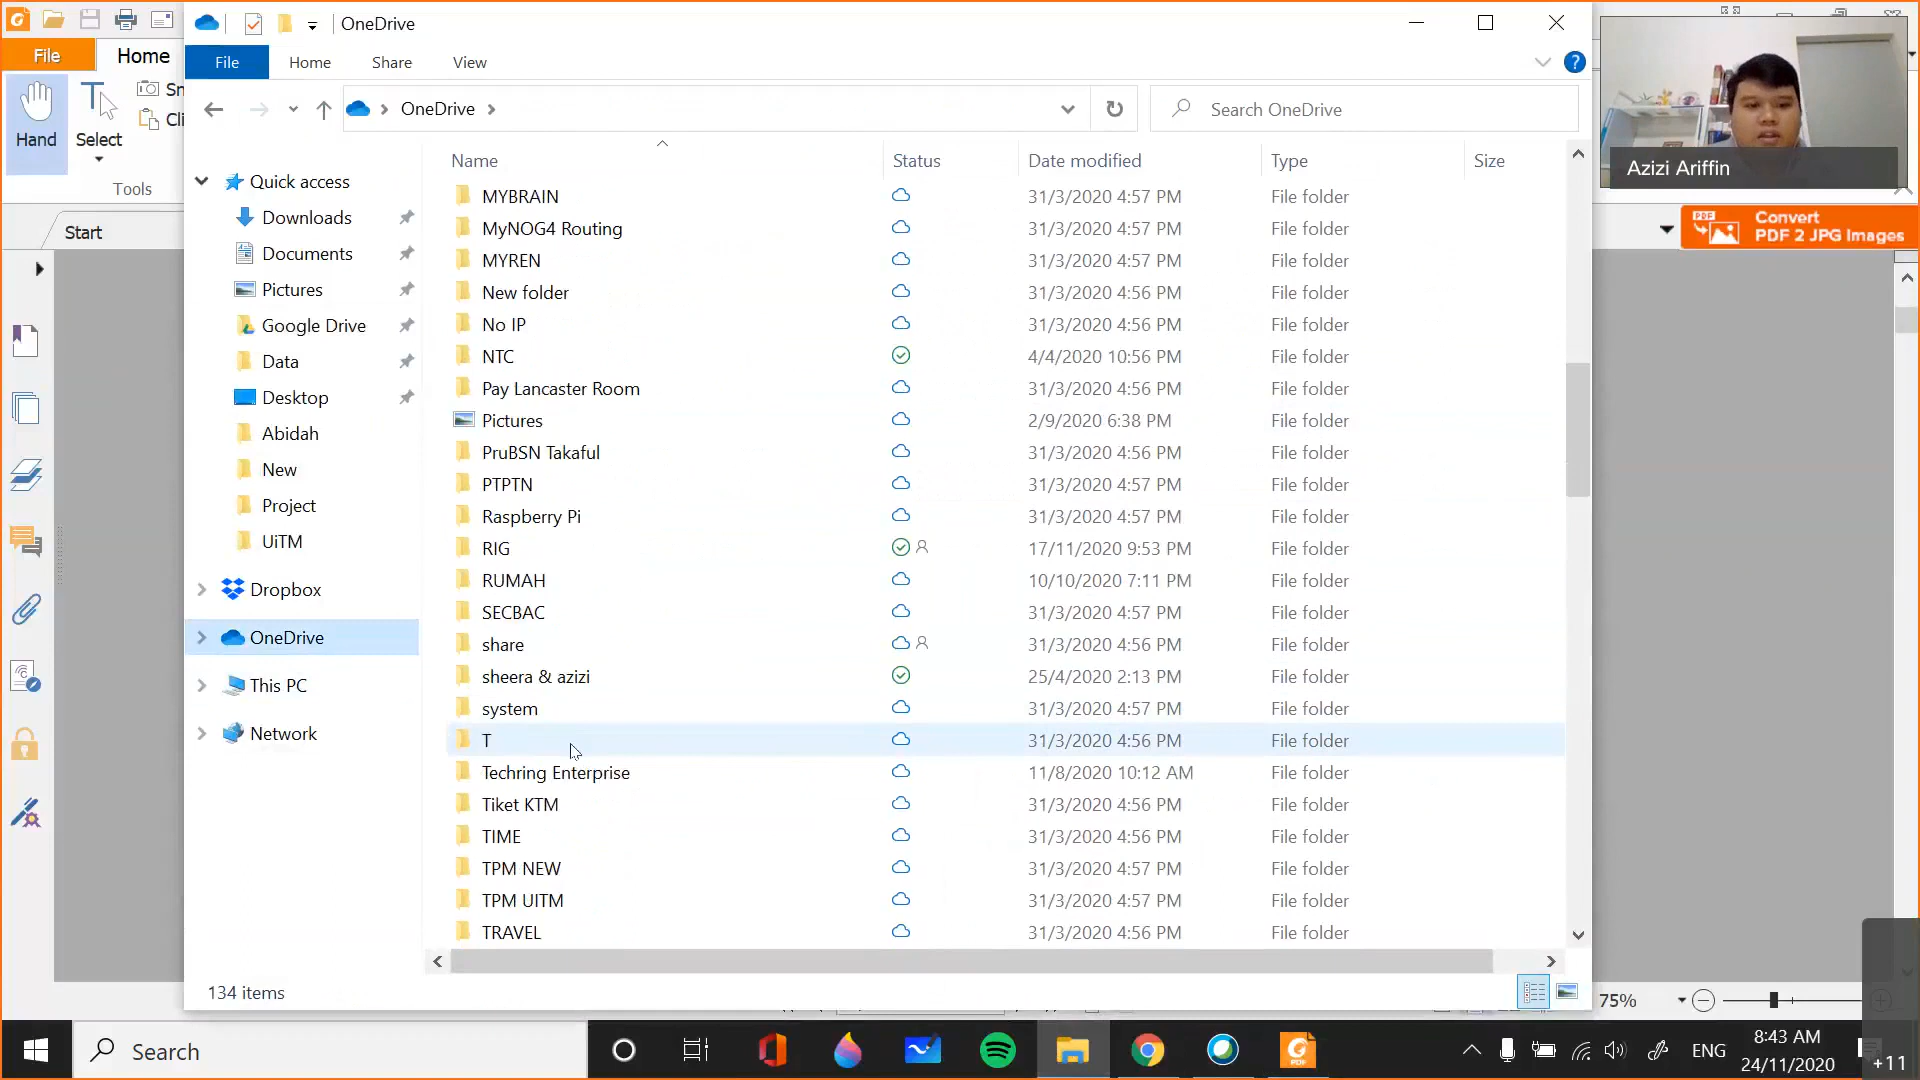 OneDrive
File
Home
File
Home
Share
View
Hand
Select
Sn
Cli
Tools
Start
OneDrive
Search OneDrive
Azizi Ariffin
Convert
PDF 2 JPG Images
PDF
Quick access
Downloads
Documents
Pictures
Google Drive
Data
Desktop
Abidah
New
Project
UiTM
Dropbox
OneDrive
This PC
Network
Name Status Date modified Type Size
MYBRAIN 31/3/2020 4:57 PM File folder
MyNOG4 Routing 31/3/2020 4:57 PM File folder
MYREN 31/3/2020 4:57 PM File folder
New folder 31/3/2020 4:56 PM File folder
No IP 31/3/2020 4:56 PM File folder
NTC 4/4/2020 10:56 PM File folder
Pay Lancaster Room 31/3/2020 4:56 PM File folder
Pictures 2/9/2020 6:38 PM File folder
PruBSN Takaful 31/3/2020 4:56 PM File folder
PTPTN 31/3/2020 4:57 PM File folder
Raspberry Pi 31/3/2020 4:57 PM File folder
RIG 17/11/2020 9:53 PM File folder
RUMAH 10/10/2020 7:11 PM File folder
SECBAC 31/3/2020 4:57 PM File folder
share 31/3/2020 4:56 PM File folder
sheera & azizi 25/4/2020 2:13 PM File folder
system 31/3/2020 4:57 PM File folder
T 31/3/2020 4:56 PM File folder
Techring Enterprise 11/8/2020 10:12 AM File folder
Tiket KTM 31/3/2020 4:56 PM File folder
TIME 31/3/2020 4:56 PM File folder
TPM NEW 31/3/2020 4:57 PM File folder
TPM UITM 31/3/2020 4:57 PM File folder
TRAVEL 31/3/2020 4:56 PM File folder
134 items
75%
Search
PDF
ENG
8:43 AM
24/11/2020
+11